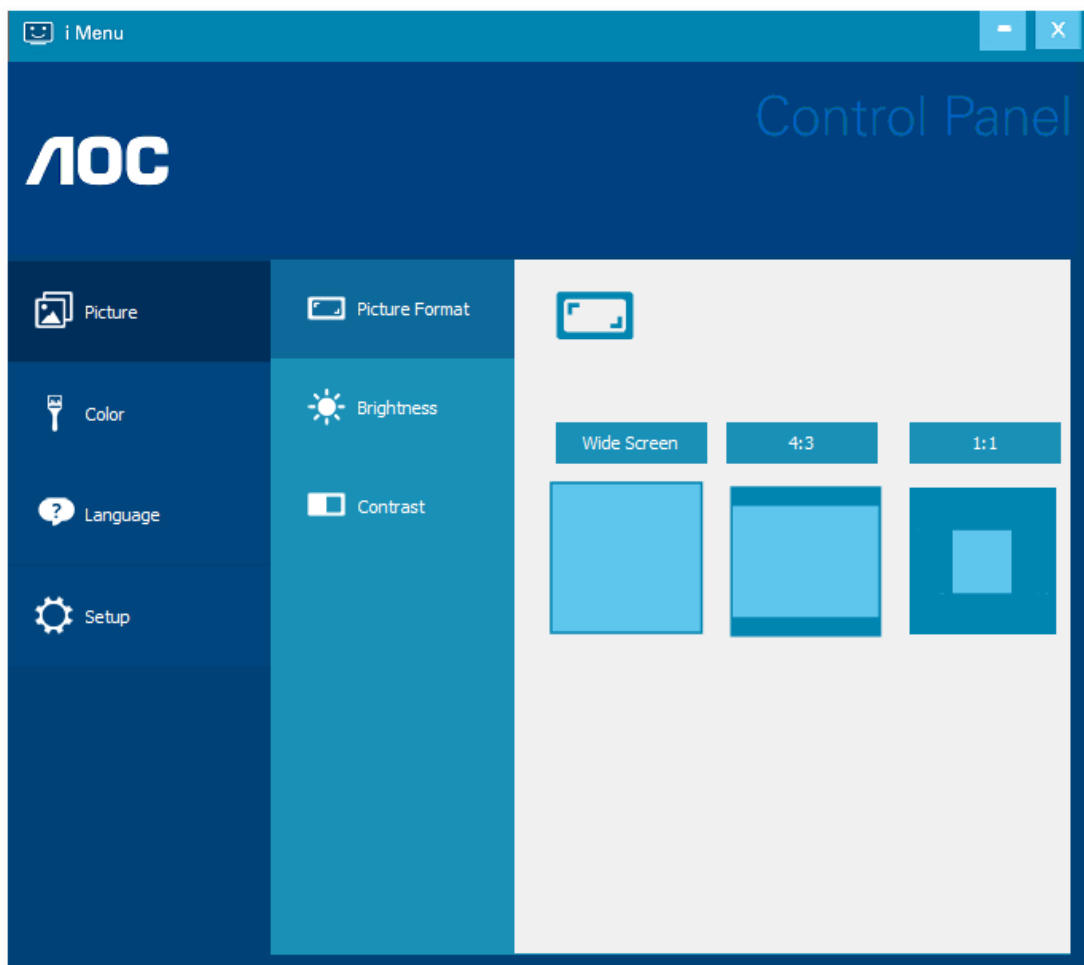 i Menu
Control Panel
AOC
Picture
Color
Language
Setup
Picture Format
Brightness
Contrast
Wide Screen
4:3
1:1